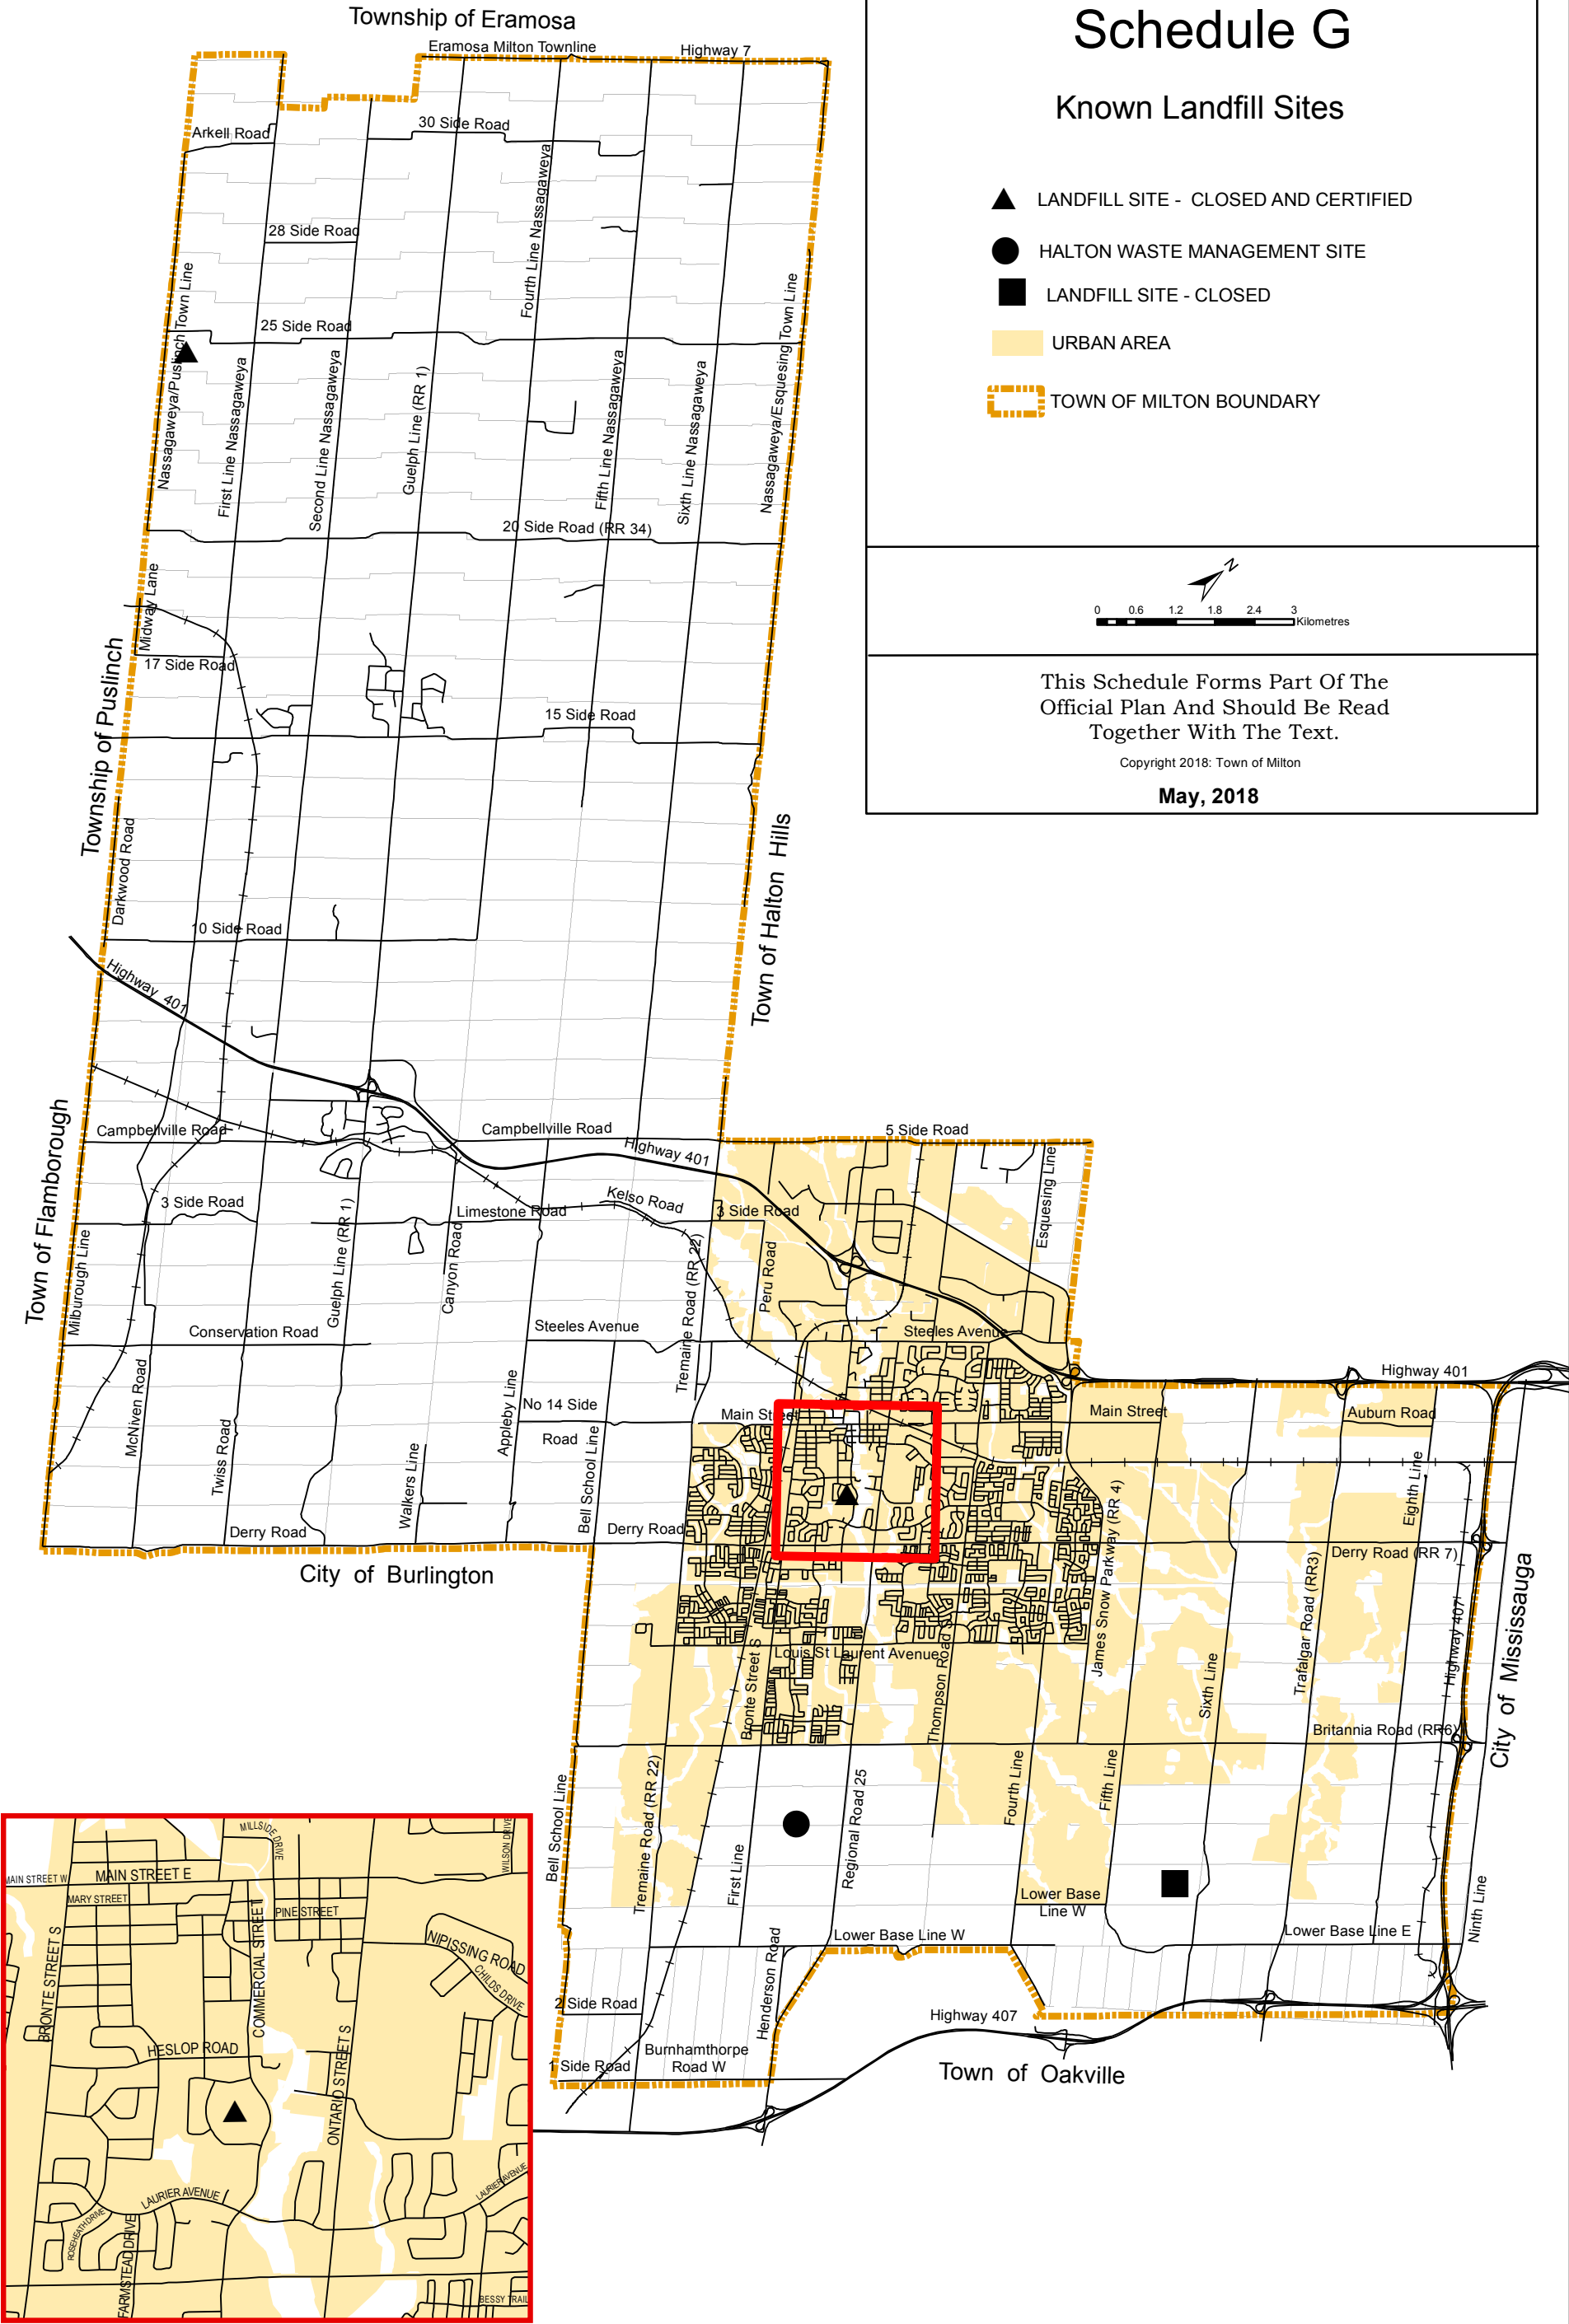 Township of Eramosa
Eramosa Milton Townline
Highway 7
Schedule G
Known Landfill Sites
LANDFILL SITE - CLOSED AND CERTIFIED
HALTON WASTE MANAGEMENT SITE
LANDFILL SITE - CLOSED
URBAN AREA
TOWN OF MILTON BOUNDARY
N
0 0.6 1.2 1.8 2.4 3
Kilometres
This Schedule Forms Part Of The
Official Plan And Should Be Read
Together With The Text.
Copyright 2018: Town of Milton
May, 2018
Arkell Road
30 Side Road
28 Side Road
25 Side Road
Nassagaweya/Puslinch Town Line
First Line Nassagaweya
Second Line Nassagaweya
Guelph Line (RR 1)
Fourth Line Nassagaweya
Fifth Line Nassagaweya
Sixth Line Nassagaweya
Nassagaweya/Esquesing Town Line
20 Side Road (RR 34)
Midway Lane
17 Side Road
Township of Puslinch
15 Side Road
Darkwood Road
Town of Halton Hills
10 Side Road
Highway 401
Town of Flamborough
Campbellville Road
Campbellville Road
Highway 401
5 Side Road
Esquesing Line
3 Side Road
Limestone Road
Kelso Road
3 Side Road
Milburough Line
Guelph Line (RR 1)
Canyon Road
Tremaine Road (RR 22)
Peru Road
Conservation Road
Steeles Avenue
Steeles Avenue
Highway 401
McNiven Road
Twiss Road
Walkers Line
Appleby Line
No 14 Side
Road
Bell School Line
Main Street
Main Street
Auburn Road
Derry Road
Derry Road
Derry Road (RR 7)
Eighth Line
City of Burlington
James Snow Parkway (RR 4)
Trafalgar Road (RR3)
Highway 407
City of Mississauga
Louis St Laurent Avenue
Bronte Street S
Thompson Road S
Sixth Line
Britannia Road (RR6)
Bell School Line
Tremaine Road (RR 22)
First Line
Regional Road 25
Fourth Line
Fifth Line
Lower Base
Line W
Lower Base Line W
Lower Base Line E
Ninth Line
Henderson Road
2 Side Road
Highway 407
1 Side Road
Burnhamthorpe
Road W
Town of Oakville
MILLSIDE DRIVE
WILSON DRIVE
MAIN STREET W
MAIN STREET E
MARY STREET
PINE STREET
BRONTE STREET S
COMMERCIAL STREET
NIPISSING ROAD
CHILDS DRIVE
HESLOP ROAD
ONTARIO STREET S
LAURIER AVENUE
LAURIER AVENUE
ROSEHEATH DRIVE
FARMSTEAD DRIVE
BESSY TRAIL